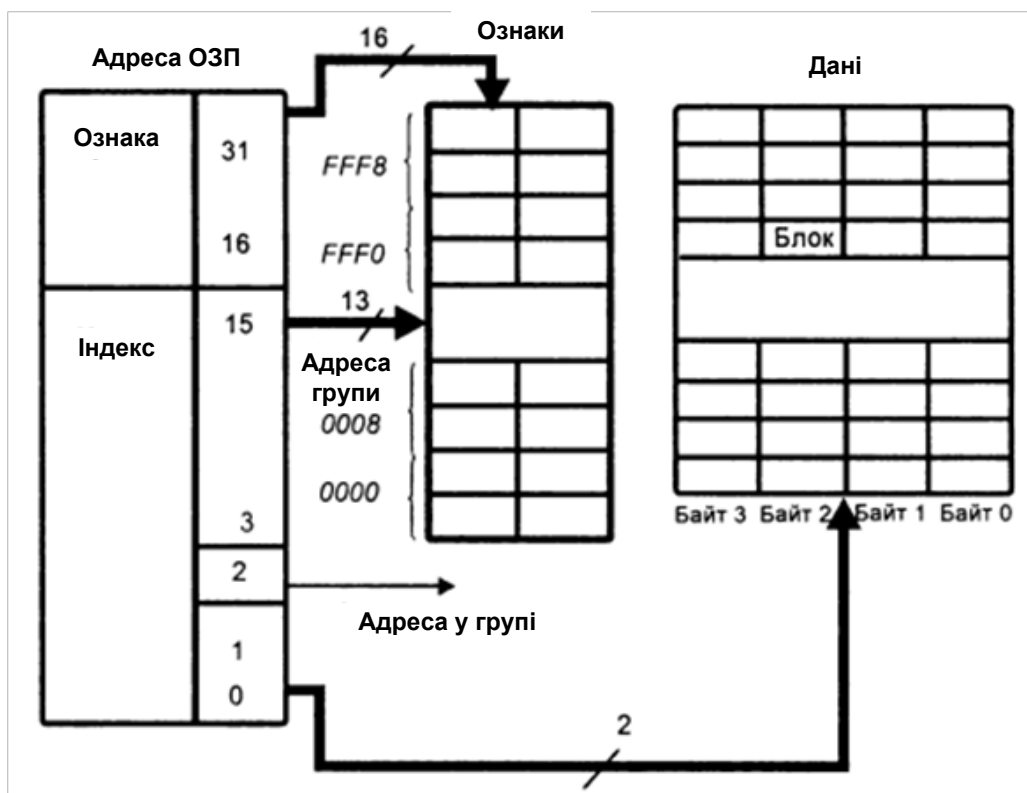 Адреса ОЗП
16
Ознаки
Дані
Ознака
31
16
FFF8
FFF0
Блок
Індекс
15
13
Адреса
групи
0008
0000
3
2
Адреса у групі
1
0
Байт 3 Байт 2 Байт 1 Байт 0
2